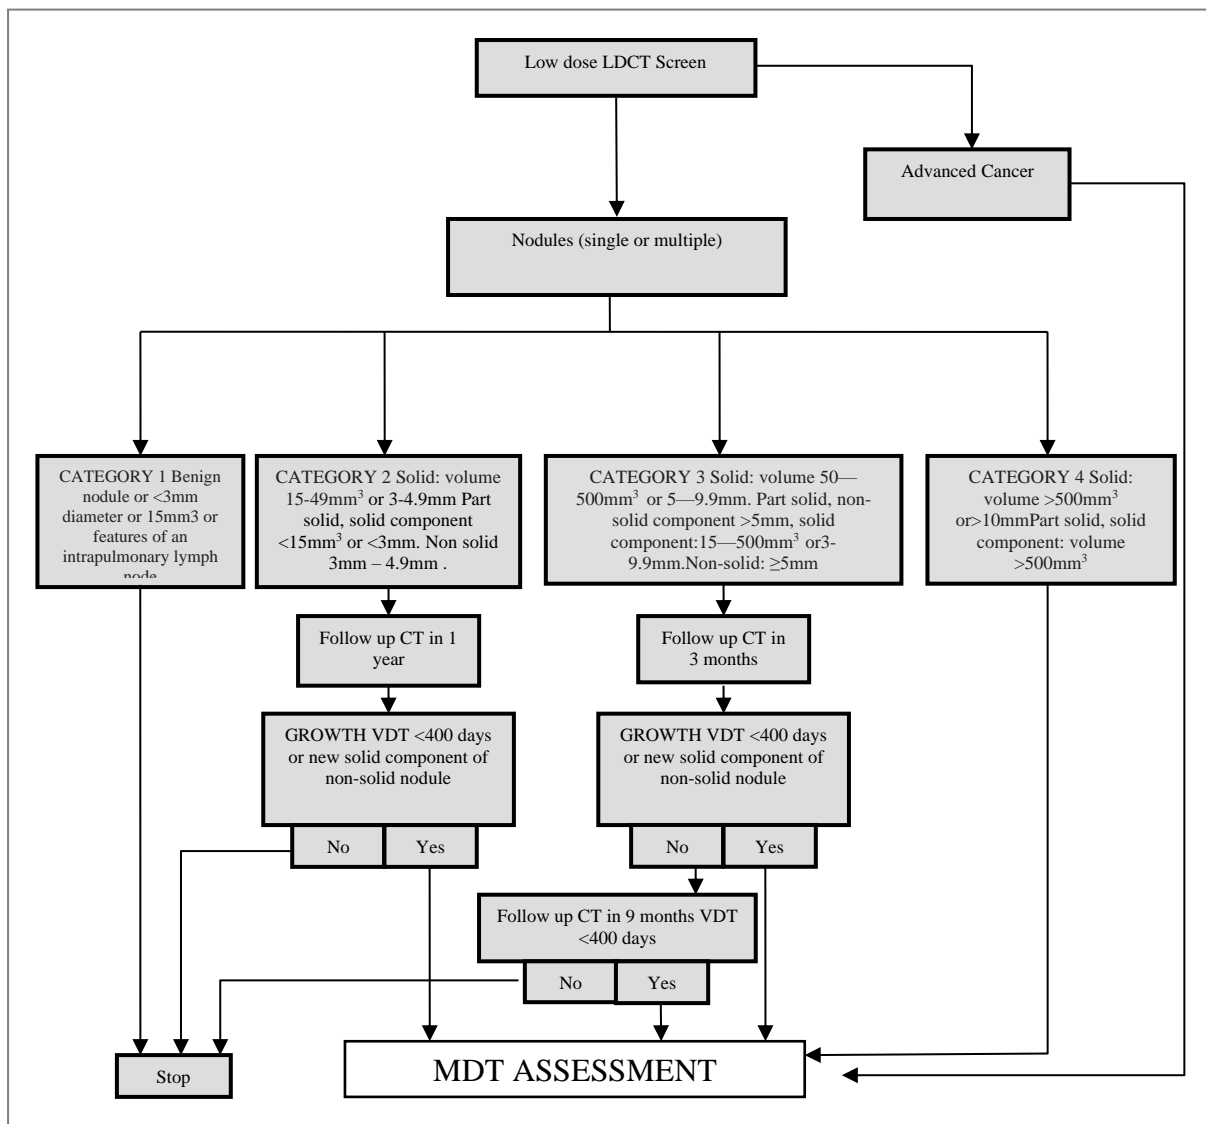 Low dose LDCT Screen
Advanced Cancer
Nodules (single or multiple)
CATEGORY 1 Benign
nodule or <3mm
diameter or 15mm3 or
features of an
intrapulmonary lymph
node
CATEGORY 2 Solid: volume
15-49mm³ or 3-4.9mm Part
solid, solid component
<15mm³ or <3mm. Non solid
3mm – 4.9mm .
CATEGORY 3 Solid: volume 50—
500mm³ or 5—9.9mm. Part solid, non-
solid component >5mm, solid
component:15—500mm³ or3-
9.9mm.Non-solid: ≥5mm
CATEGORY 4 Solid:
volume >500mm³
or>10mmPart solid, solid
component: volume
>500mm³
Follow up CT in 1
year
Follow up CT in
3 months
GROWTH VDT <400 days
or new solid component of
non-solid nodule
No
Yes
GROWTH VDT <400 days
or new solid component of
non-solid nodule
No
Yes
Follow up CT in 9 months VDT
<400 days
No
Yes
Stop
MDT ASSESSMENT